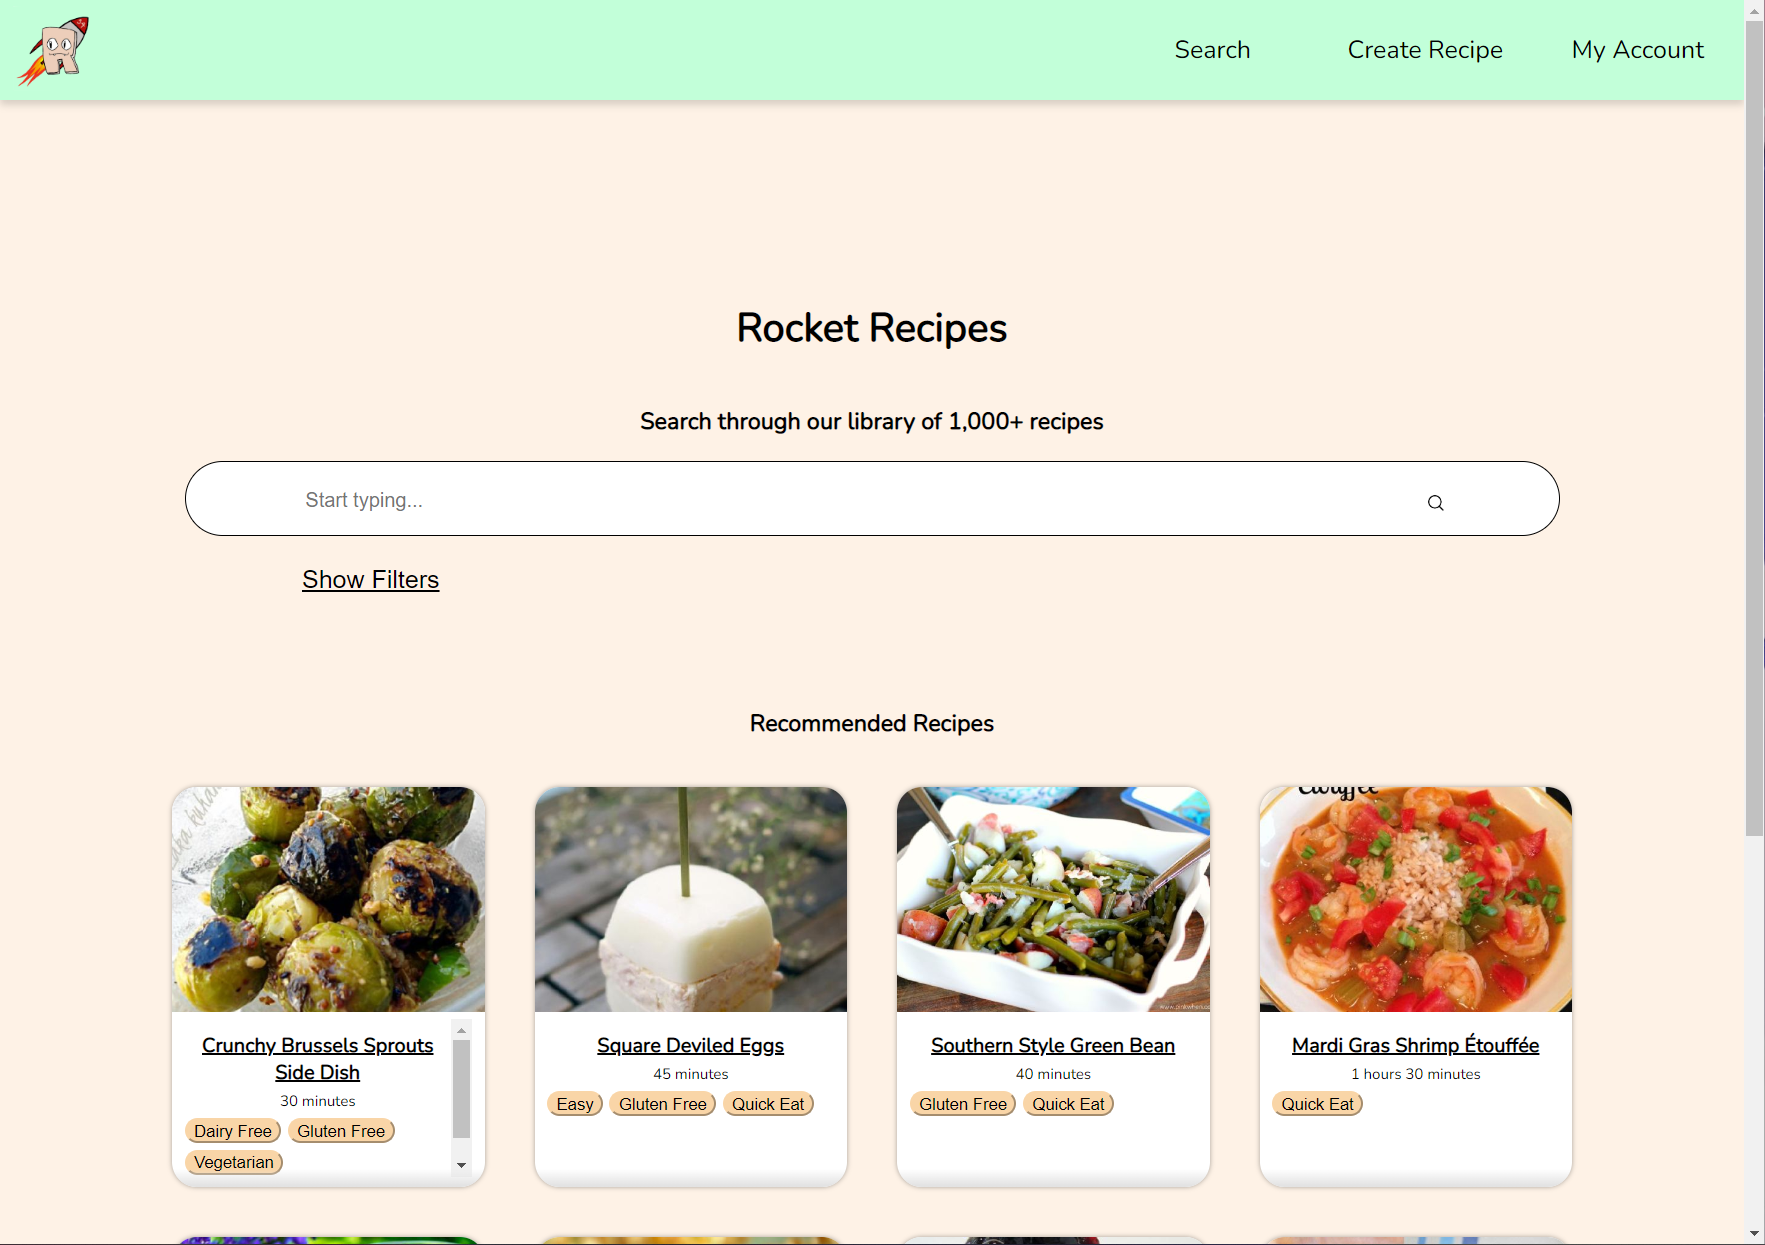 Search
Create Recipe
My Account
Rocket Recipes
Search through our library of 1,000+ recipes
Start typing...
Show Filters
Recommended Recipes
Crunchy Brussels Sprouts
Side Dish
30 minutes
Dairy Free
Gluten Free
Vegetarian
Square Deviled Eggs
45 minutes
Easy
Gluten Free
Quick Eat
Southern Style Green Bean
40 minutes
Gluten Free
Quick Eat
Mardi Gras Shrimp Étouffée
1 hours 30 minutes
Quick Eat